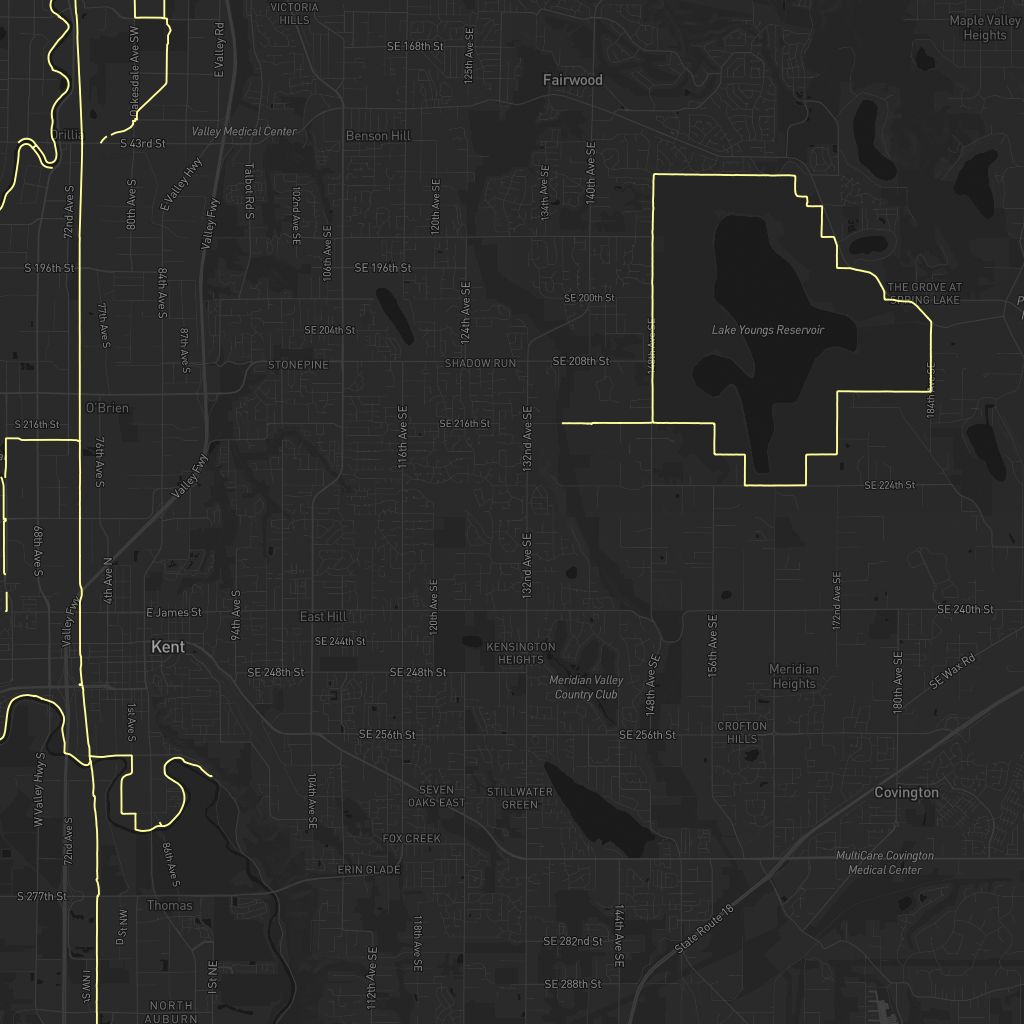 VICTORIA
HILLS
Maple Valley
Heights
SE 168th St
E Valley Rd
125th Ave SE
Oakesdale Ave SW
Fairwood
Orillia
Valley Medical Center
Benson Hill
S 43rd St
E Valley Hwy
72nd Ave S
80th Ave S
Talbot Rd S
102nd Ave SE
120th Ave SE
134th Ave SE
140th Ave SE
Valley Fwy
106th Ave SE
S 196th St
SE 196th St
84th Ave S
SE 200th St
THE GROVE AT
SPRING LAKE
77th Ave S
87th Ave S
SE 204th St
124th Ave SE
Lake Youngs Reservoir
148th Ave SE
STONEPINE
SHADOW RUN
SE 208th St
184th Ave SE
O'Brien
S 216th St
SE 216th St
116th Ave SE
132nd Ave SE
76th Ave S
Valley Fwy
SE 224th St
68th Ave S
4th Ave N
132nd Ave SE
94th Ave S
120th Ave SE
172nd Ave SE
E James St
East Hill
SE 240th St
Valley Fwy
Kent
SE 244th St
KENSINGTON
HEIGHTS
156th Ave SE
SE 248th St
SE 248th St
Meridian Valley
Country Club
148th Ave SE
Meridian
Heights
180th Ave SE
SE Wax Rd
1st Ave S
SE 256th St
SE 256th St
CROFTON
HILLS
W Valley Hwy S
104th Ave SE
SEVEN
OAKS EAST
STILLWATER
GREEN
Covington
72nd Ave S
86th Ave S
FOX CREEK
ERIN GLADE
MultiCare Covington
Medical Center
S 277th St
Thomas
D St NW
118th Ave SE
144th Ave SE
State Route 18
SE 282nd St
I NW St
I St NE
112th Ave SE
SE 288th St
NORTH
AUBURN